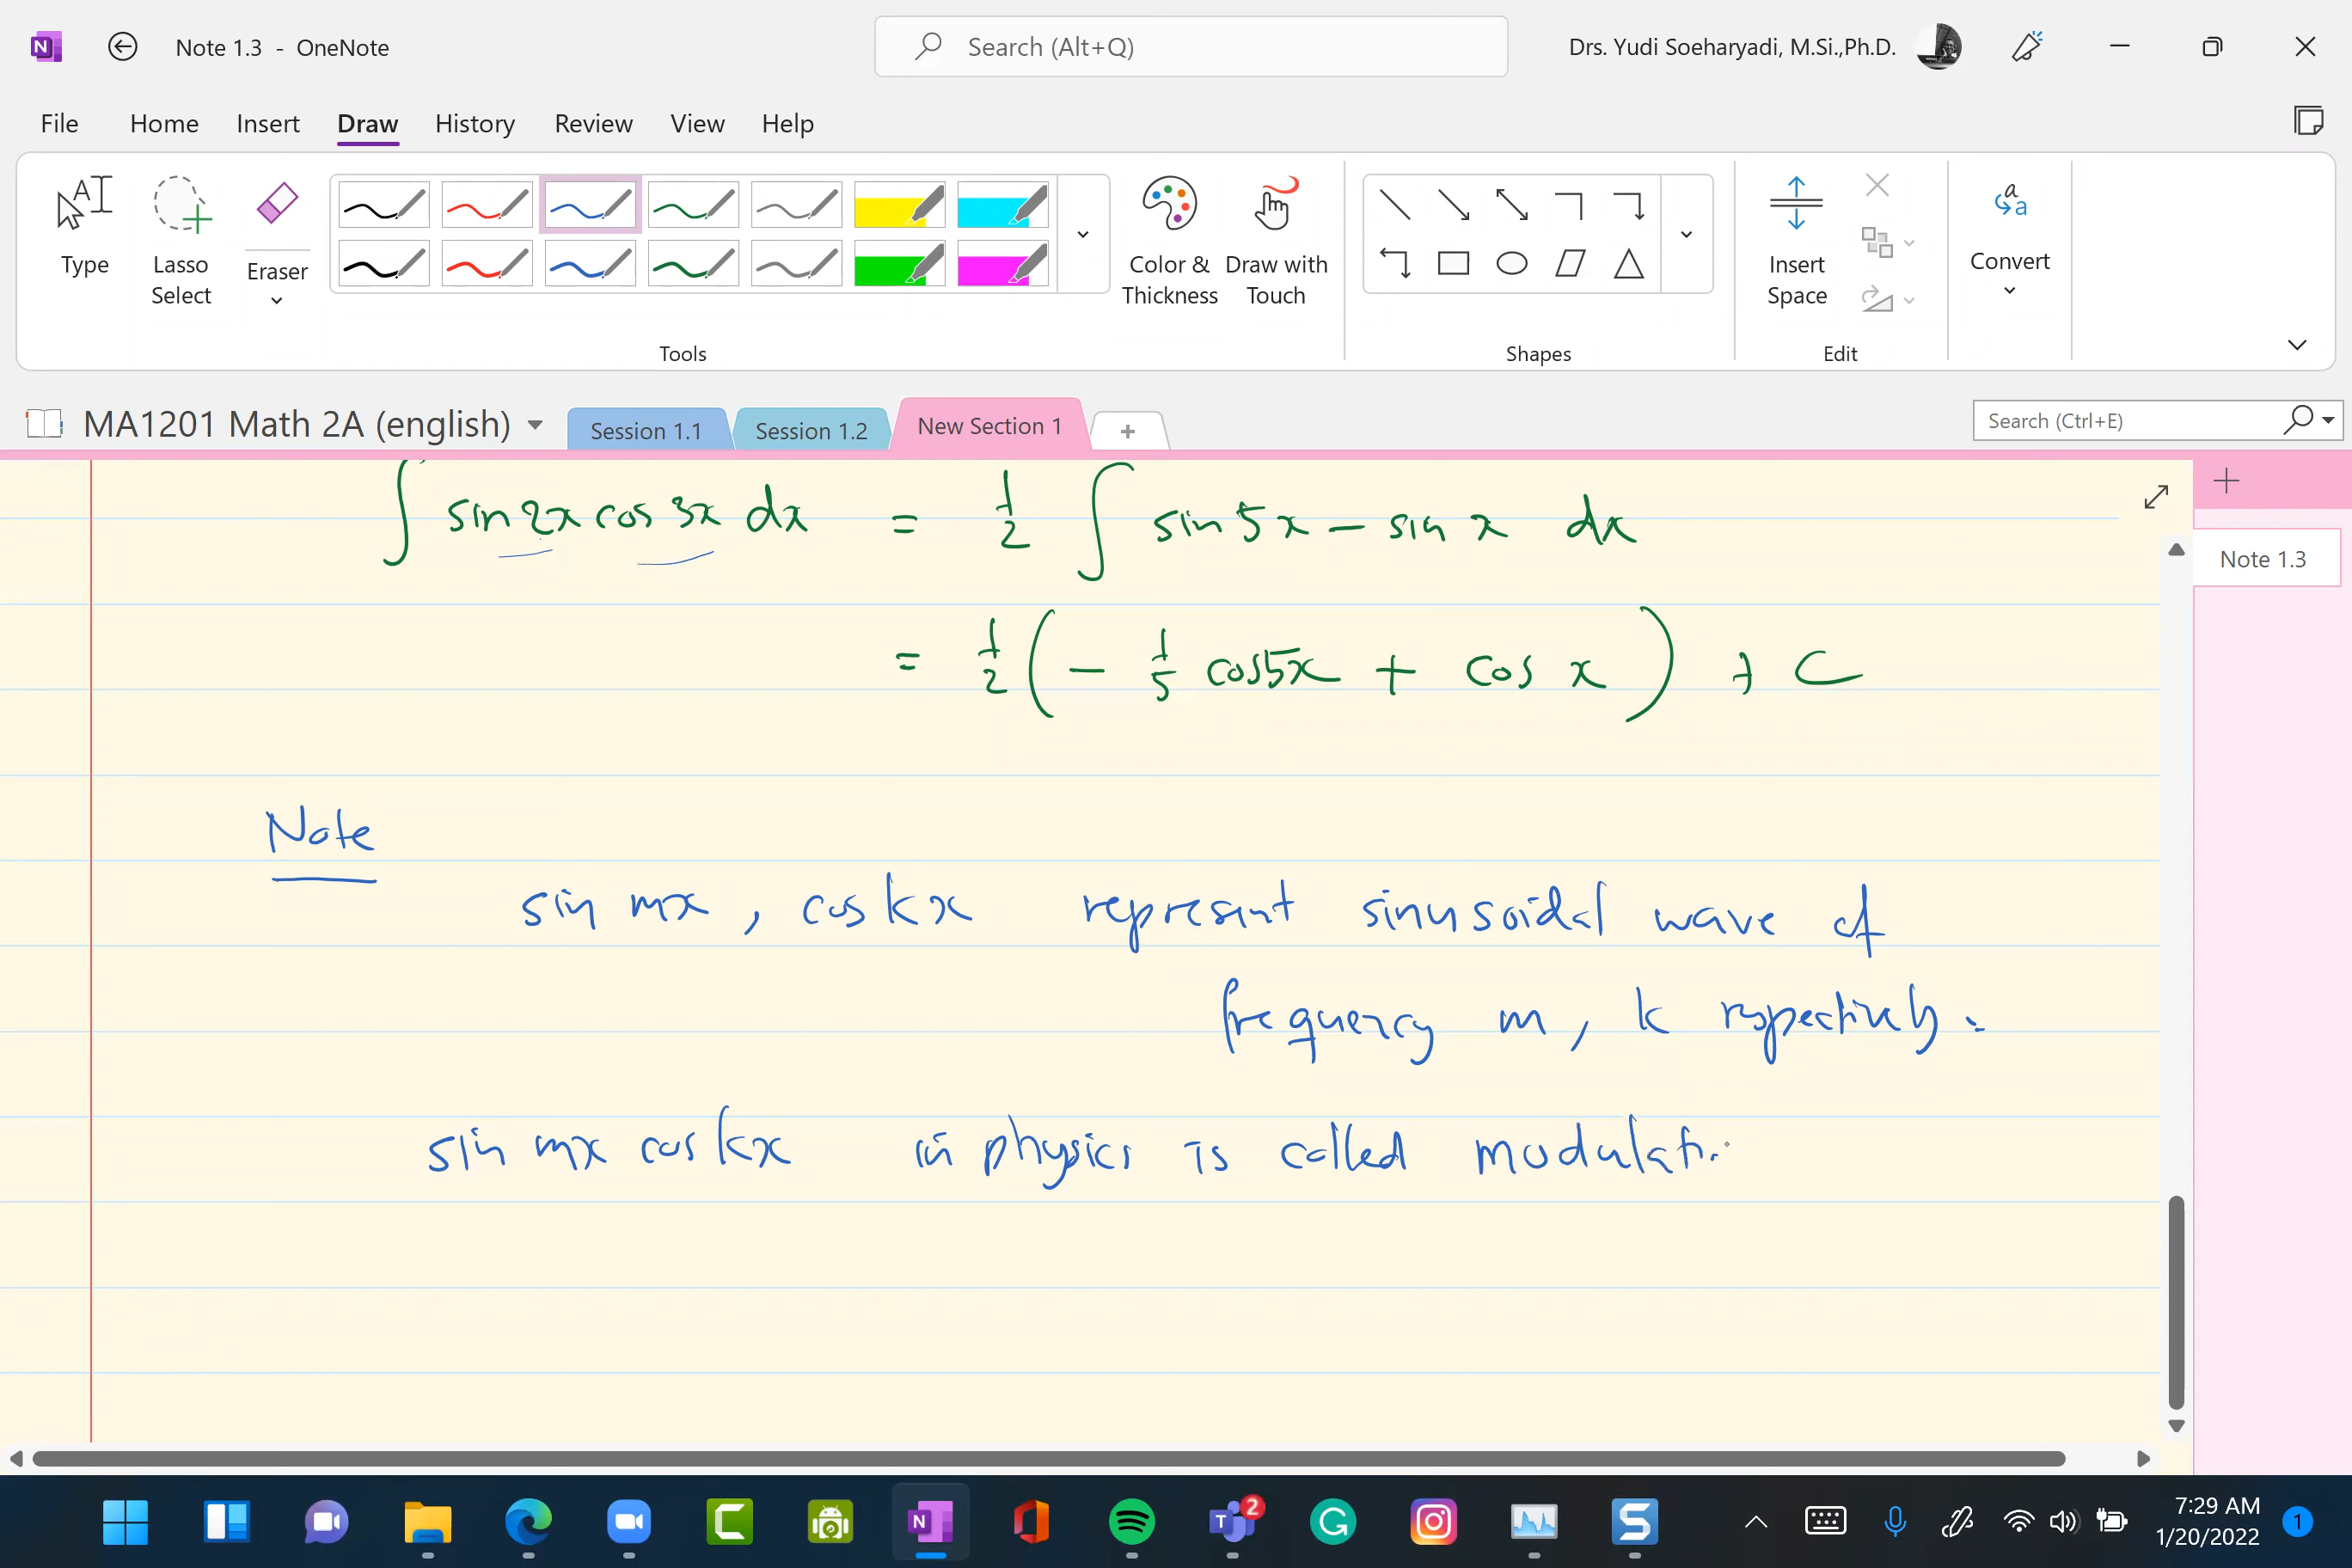 Note 1.3 - OneNote
Search (Alt+Q)
Drs. Yudi Soeharyadi, M.Si.,Ph.D.
File Home Insert Draw History Review View Help
Type
Lasso Select
Eraser
Color & Thickness
Draw with Touch
Insert Space
Convert
Tools
Shapes
Edit
MA1201 Math 2A (english)
Session 1.1
Session 1.2
New Section 1
Search (Ctrl+E)
Note 1.3
∫ sin 2x cos 3x dx = 1/2 ∫ sin 5x − sin x dx
= 1/2 ( − 1/5 cos 5x + cos x ) + C
Note
sin mx , cos kx represent sinusoidal wave of
frequency m, k respectively.
sin mx cos kx in physics is called modulati
2
7:29 AM
1/20/2022
1